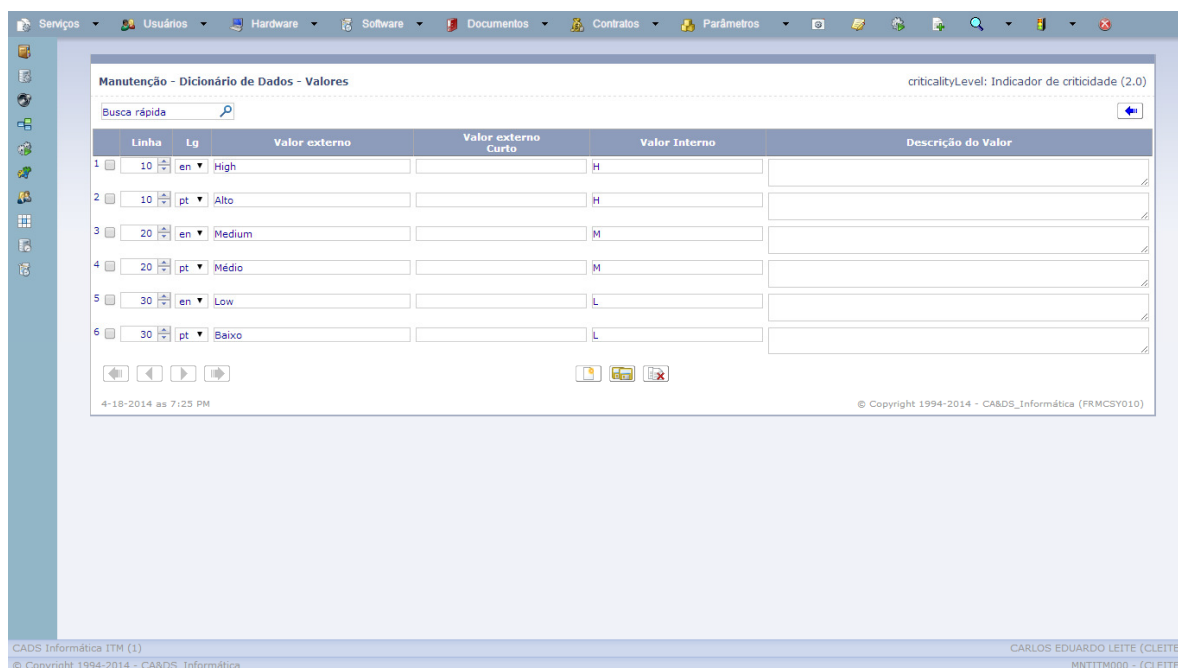 Serviços Usuários Hardware Software Documentos Contratos Parâmetros
Manutenção - Dicionário de Dados - Valores criticalityLevel: Indicador de criticidade (2.0)
Busca rápida
Linha Lg Valor externo Valor externo Curto Valor Interno Descrição do Valor
1 10 en High H
2 10 pt Alto H
3 20 en Medium M
4 20 pt Médio M
5 30 en Low L
6 30 pt Baixo L
4-18-2014 as 7:25 PM © Copyright 1994-2014 - CA&DS_Informática (FRMCSY010)
CADS Informática ITM (1) CARLOS EDUARDO LEITE (CLEITE
© Copyright 1994-2014 - CA&DS_Informática MNTITM000 - (CLEITE